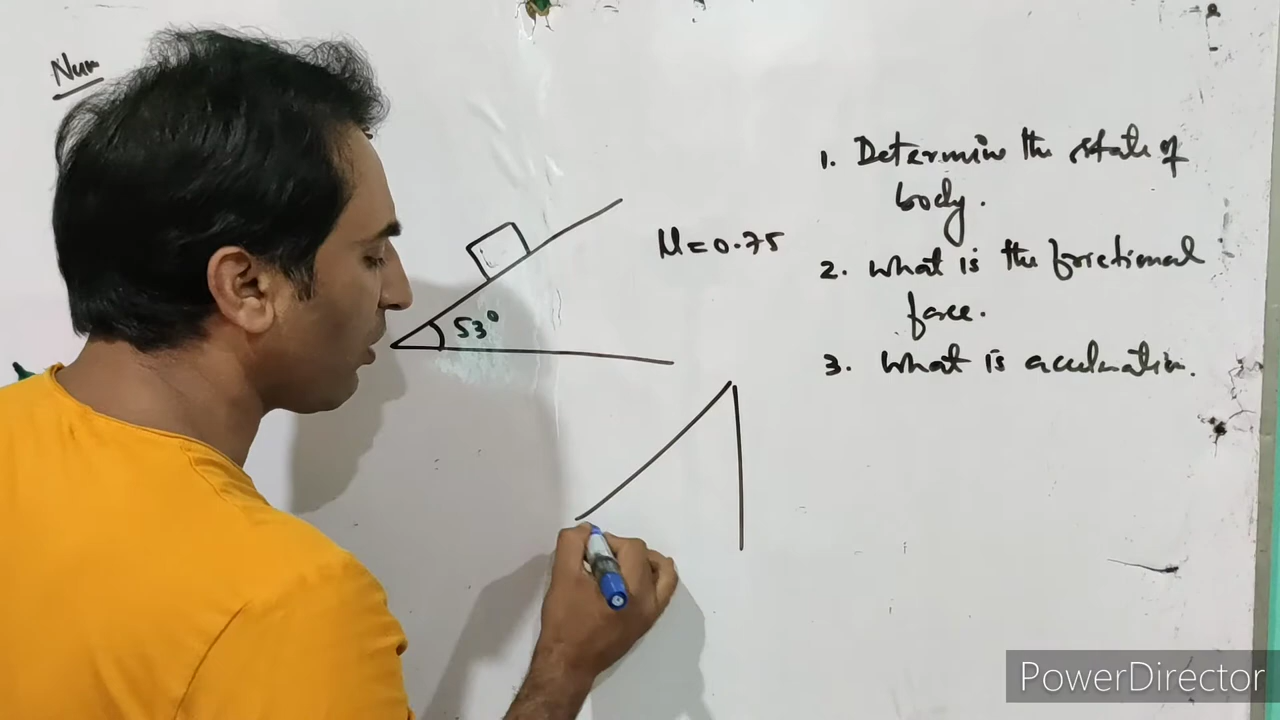 Num
53°
μ=0.75
1. Determine the state of
body.
2. What is the frictional
force.
3. What is acceleration.
PowerDirector